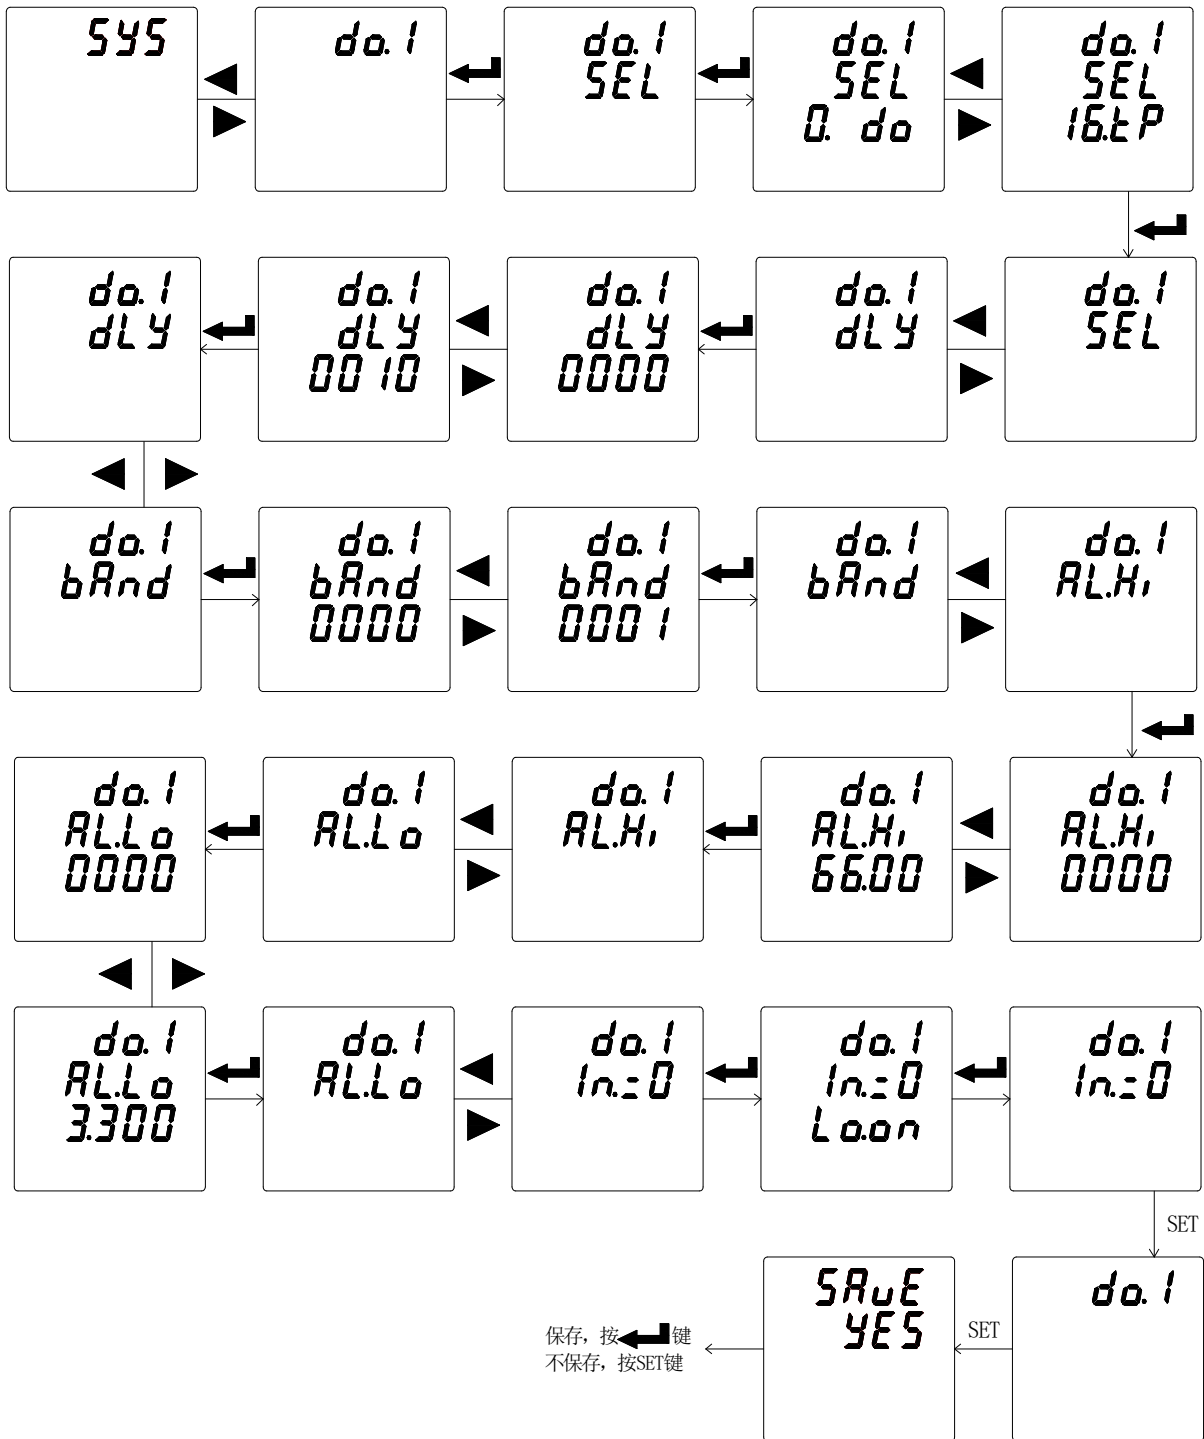 SYS
do.1
do.1
SEL
do.1
SEL
0. do
do.1
SEL
16.tP
do.1
dLY
do.1
dLY
0010
do.1
dLY
0000
do.1
dLY
do.1
SEL
do.1
bAnd
do.1
bAnd
0000
do.1
bAnd
0001
do.1
bAnd
do.1
AL.Hi
do.1
AL.Lo
0000
do.1
AL.Lo
do.1
AL.Hi
do.1
AL.Hi
66.00
do.1
AL.Hi
0000
do.1
AL.Lo
3.300
do.1
AL.Lo
do.1
In.=0
do.1
In.=0
Lo.on
do.1
In.=0
SET
保存，按键
不保存，按SET键
SAvE
YES
SET
do.1